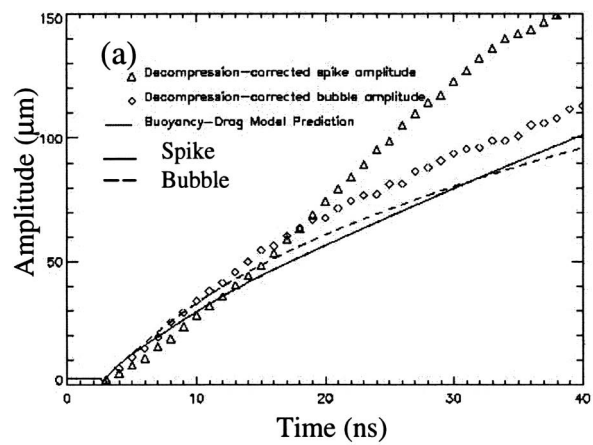 150
(a)
Decompression-corrected spike amplitude
Decompression-corrected bubble amplitude
Buoyancy-Drag Model Prediction
Spike
Bubble
100
50
0
Amplitude (μm)
0 10 20 30 40
Time (ns)